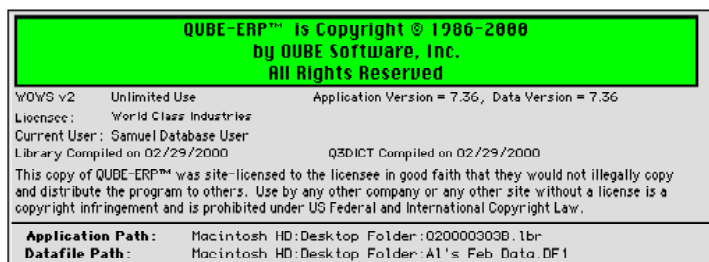 QUBE-ERP™ is Copyright © 1986-2000
by QUBE Software, Inc.
All Rights Reserved
WOWS v2 Unlimited Use Application Version = 7.36, Data Version = 7.36
Licensee: World Class Industries
Current User: Samuel Database User
Library Compiled on 02/29/2000 Q3DICT Compiled on 02/29/2000
This copy of QUBE-ERP™ was site-licensed to the licensee in good faith that they would not illegally copy
and distribute the program to others. Use by any other company or any other site without a license is a
copyright infringement and is prohibited under US Federal and International Copyright Law.
Application Path: Macintosh HD:Desktop Folder:Q20000303B.lbr
Datafile Path: Macintosh HD:Desktop Folder:Al's Feb Data.DF1